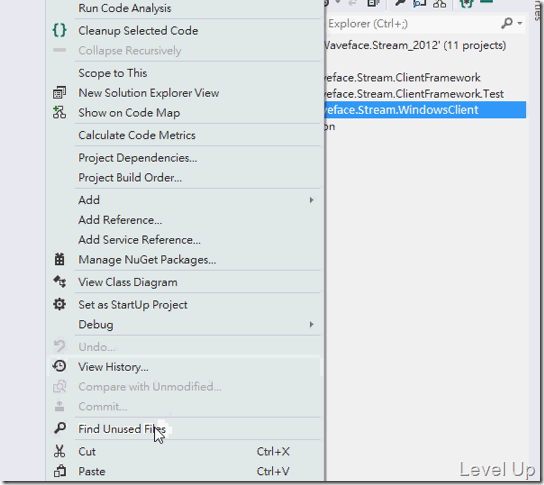 Run Code Analysis
Cleanup Selected Code
Collapse Recursively
Scope to This
New Solution Explorer View
Show on Code Map
Calculate Code Metrics
Project Dependencies...
Project Build Order...
Add
Add Reference...
Add Service Reference...
Manage NuGet Packages...
View Class Diagram
Set as StartUp Project
Debug
Undo...
View History...
Compare with Unmodified...
Commit...
Find Unused Files
Cut Ctrl+X
Paste Ctrl+V
Explorer (Ctrl+;)
Waveface.Stream_2012' (11 projects)
veface.Stream.ClientFramework
veface.Stream.ClientFramework.Test
veface.Stream.WindowsClient
on
Level Up